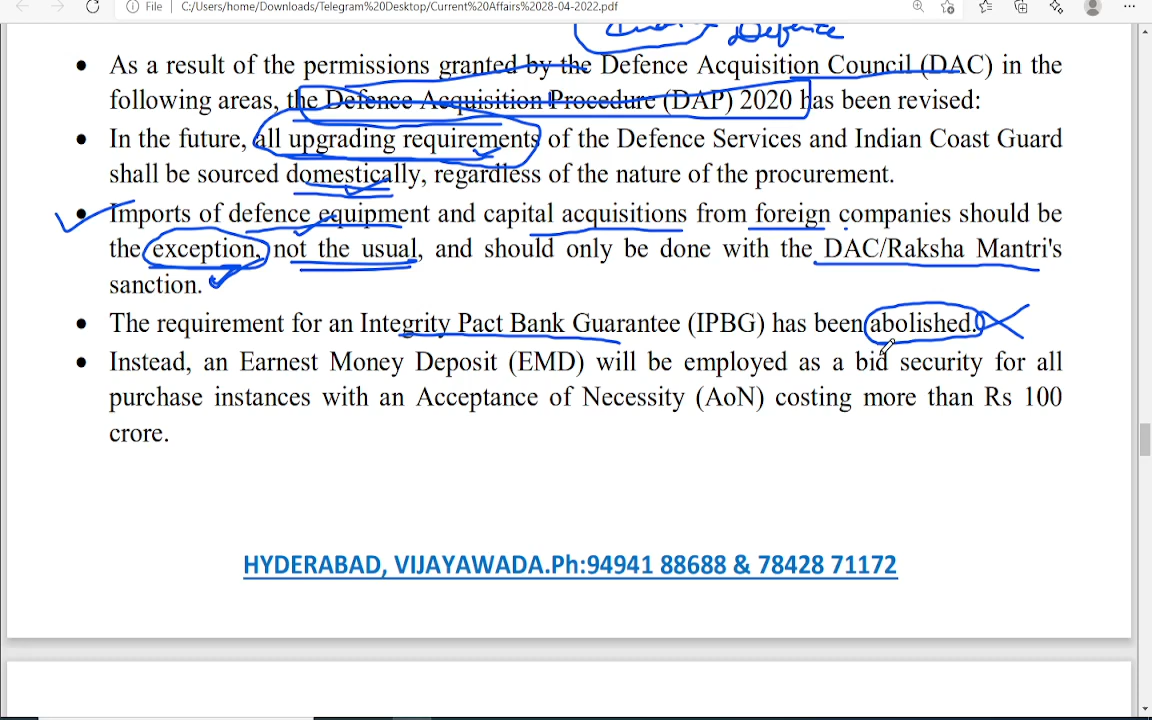 File | C:/Users/home/Downloads/Telegram%20Desktop/Current%20Affairs%2028-04-2022.pdf
Defence
• As a result of the permissions granted by the Defence Acquisition Council (DAC) in the
following areas, the Defence Acquisition Procedure (DAP) 2020 has been revised:
• In the future, all upgrading requirements of the Defence Services and Indian Coast Guard
shall be sourced domestically, regardless of the nature of the procurement.
• Imports of defence equipment and capital acquisitions from foreign companies should be
the exception, not the usual, and should only be done with the DAC/Raksha Mantri's
sanction.
• The requirement for an Integrity Pact Bank Guarantee (IPBG) has been abolished.
• Instead, an Earnest Money Deposit (EMD) will be employed as a bid security for all
purchase instances with an Acceptance of Necessity (AoN) costing more than Rs 100
crore.
HYDERABAD, VIJAYAWADA.Ph:94941 88688 & 78428 71172